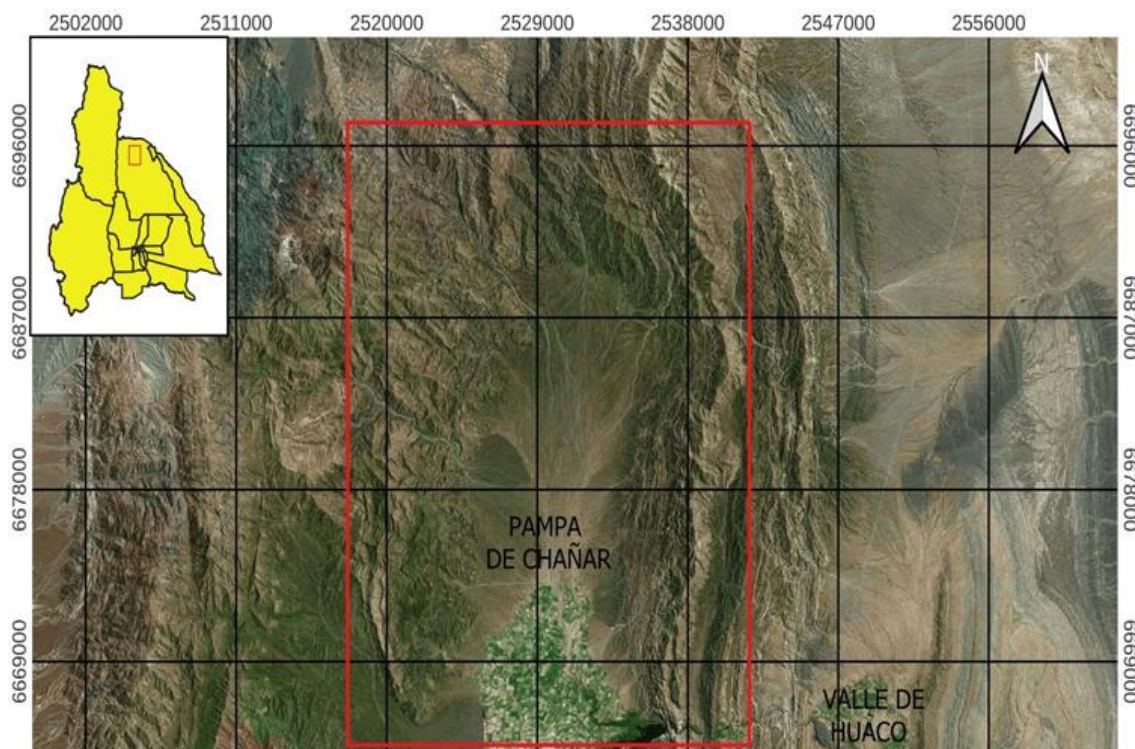 2502000 2511000 2520000 2529000 2538000 2547000 2556000
N
6696000 6696000
6687000 6687000
6678000 6678000
PAMPA
DE CHAÑAR
6669000 6669000
VALLE DE
HUACO